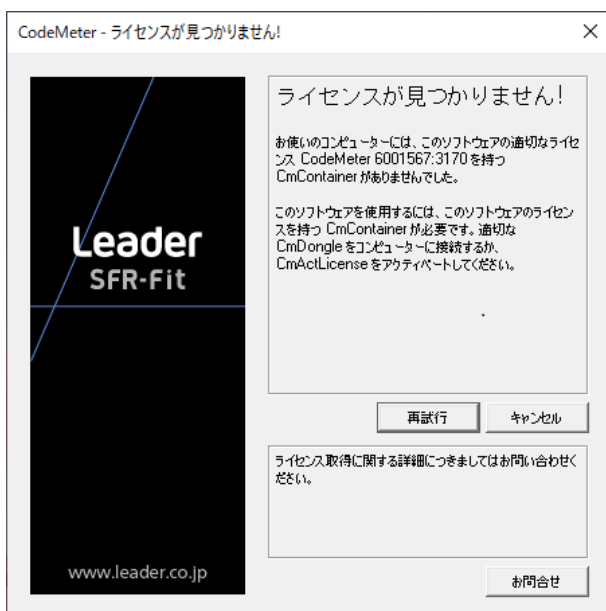 CodeMeter - ライセンスが見つかりません!
Leader
SFR-Fit
www.leader.co.jp
ライセンスが見つかりません!
お使いのコンピューターには、このソフトウェアの適切なライセ
ンス CodeMeter 6001567:3170 を持つ
CmContainer がありませんでした。
このソフトウェアを使用するには、このソフトウェアのライセン
スを持つ CmContainer が必要です。適切な
CmDongle をコンピューターに接続するか、
CmActLicense をアクティベートしてください。
再試行
キャンセル
ライセンス取得に関する詳細につきましてはお問い合わせく
ださい。
お問合せ